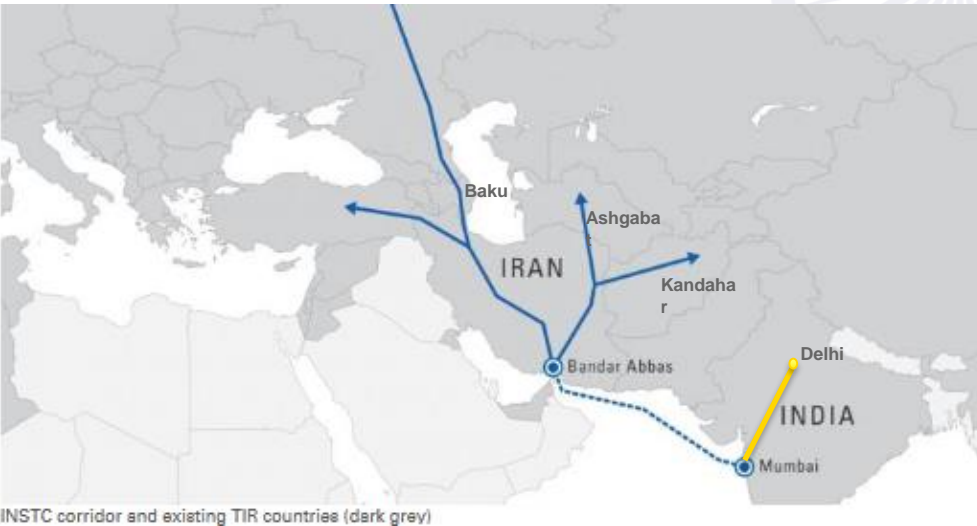 Baku
Ashgaba
t
IRAN
Kandaha
r
Bandar Abbas
Delhi
INDIA
Mumbai
INSTC corridor and existing TIR countries (dark grey)